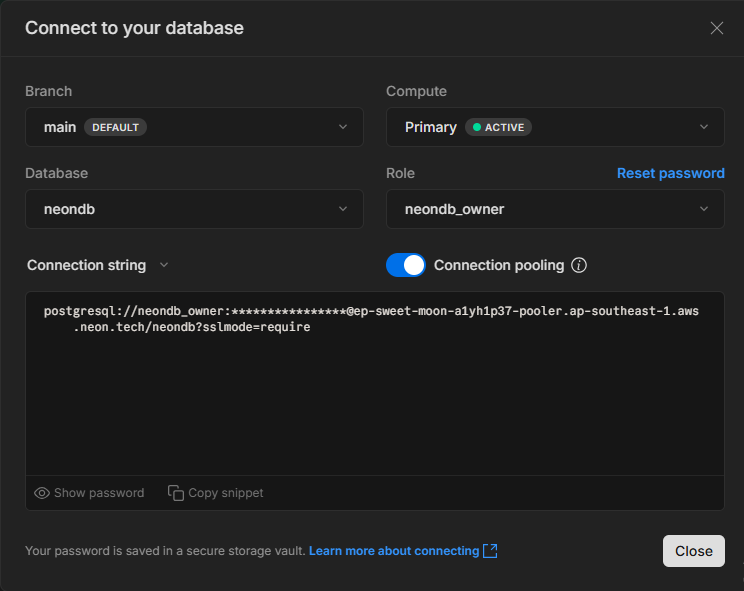 Connect to your database
Branch
Compute
main DEFAULT
Primary ACTIVE
Database
Role
Reset password
neondb
neondb_owner
Connection string
Connection pooling
postgresql://neondb_owner:****************@ep-sweet-moon-a1yh1p37-pooler.ap-southeast-1.aws
.neon.tech/neondb?sslmode=require
Show password
Copy snippet
Your password is saved in a secure storage vault. Learn more about connecting
Close